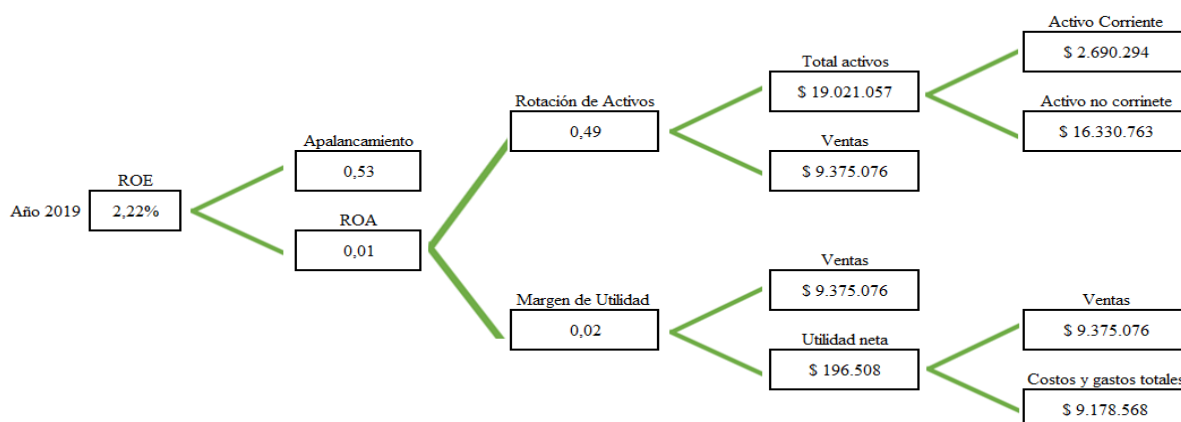 Activo Corriente
$ 2.690.294
Total activos
$ 19.021.057
Rotación de Activos
0,49
Activo no corrinete
$ 16.330.763
Apalancamiento
0,53
Ventas
$ 9.375.076
ROE
Año 2019 2,22%
ROA
0,01
Ventas
$ 9.375.076
Margen de Utilidad
0,02
Ventas
$ 9.375.076
Utilidad neta
$ 196.508
Costos y gastos totales
$ 9.178.568